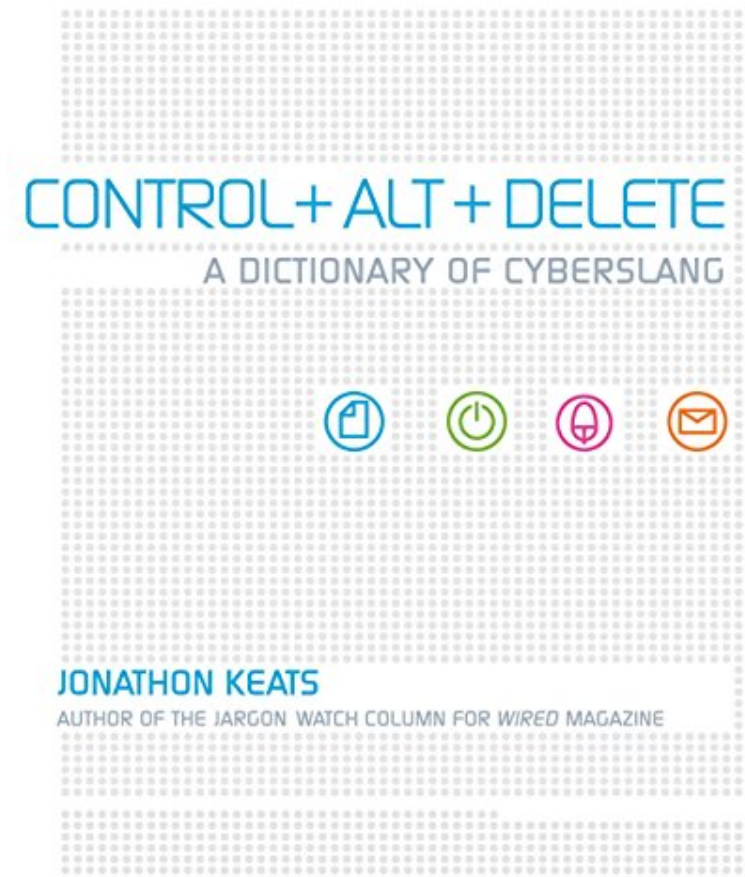 CONTROL+ALT+DELETE
A DICTIONARY OF CYBERSLANG
JONATHON KEATS
AUTHOR OF THE JARGON WATCH COLUMN FOR WIRED MAGAZINE